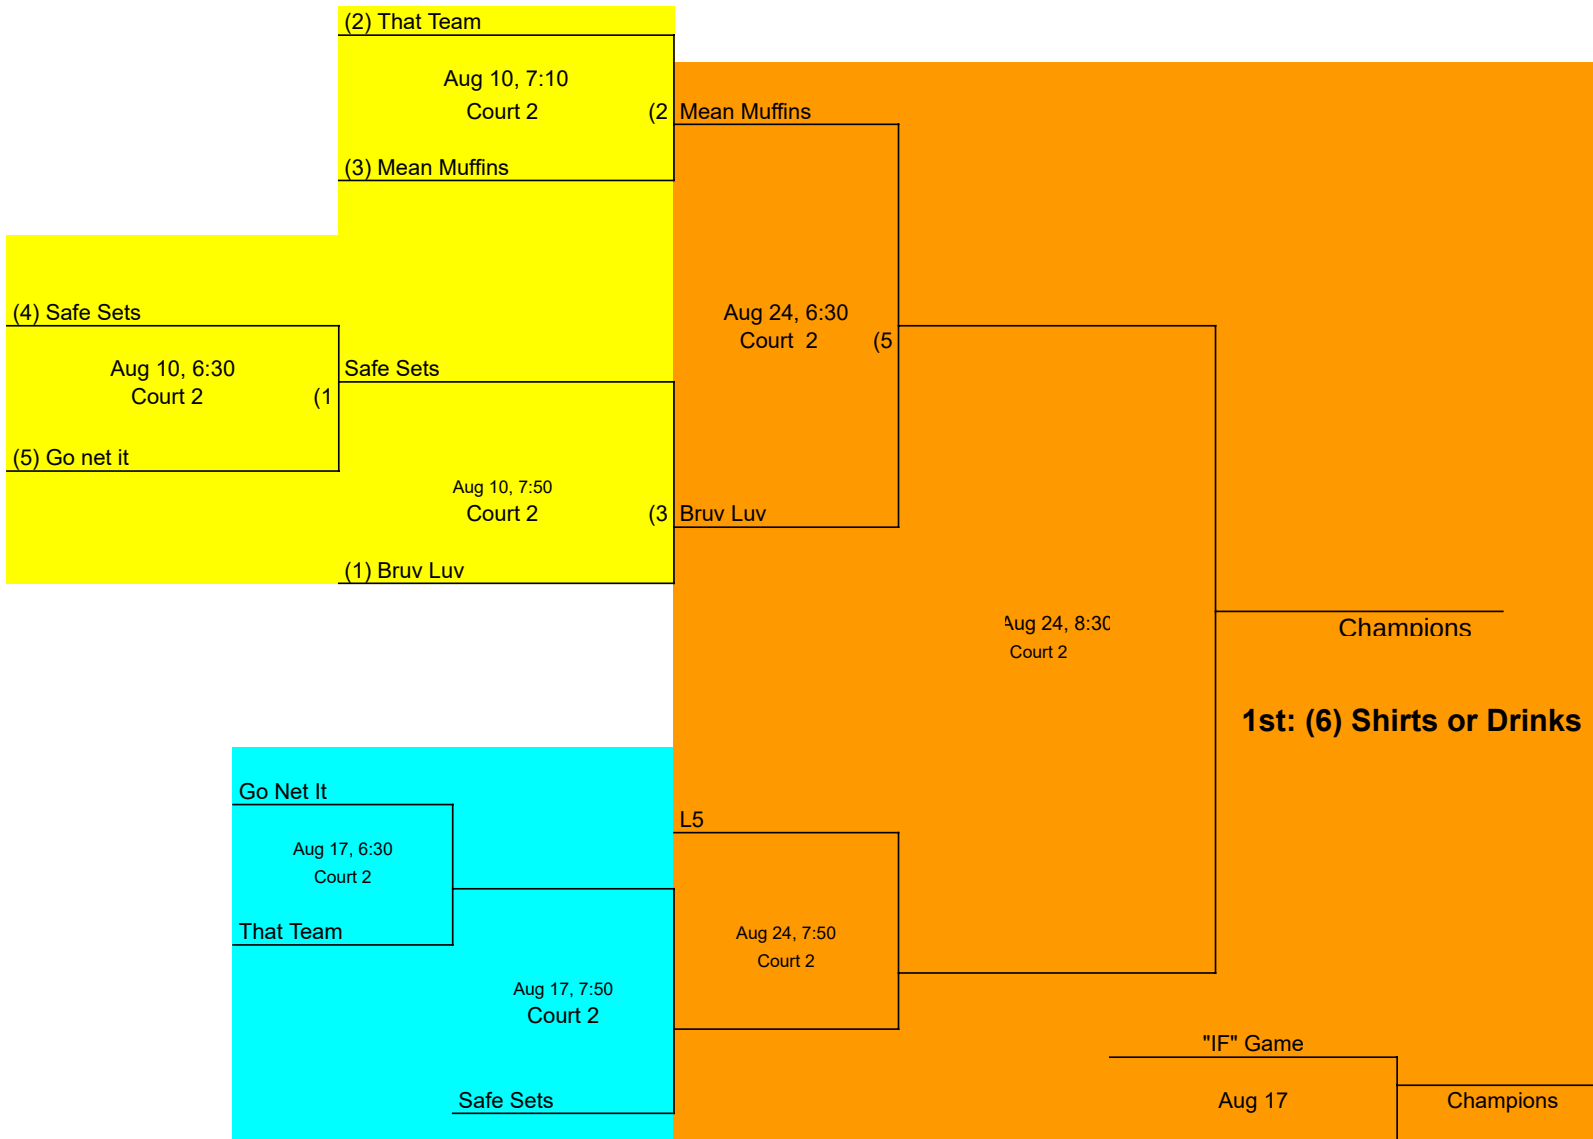 (2) That Team
Aug 10, 7:10
Court 2
(2
Mean Muffins
(3) Mean Muffins
(4) Safe Sets
Aug 24, 6:30
Court 2
(5
Aug 10, 6:30
Court 2
(1
Safe Sets
(5) Go net it
Aug 10, 7:50
Court 2
(3
Bruv Luv
(1) Bruv Luv
Aug 24, 8:30
Court 2
Champions
1st: (6) Shirts or Drinks
Go Net It
L5
Aug 17, 6:30
Court 2
That Team
Aug 24, 7:50
Court 2
Aug 17, 7:50
Court 2
"IF" Game
Safe Sets
Aug 17
Champions